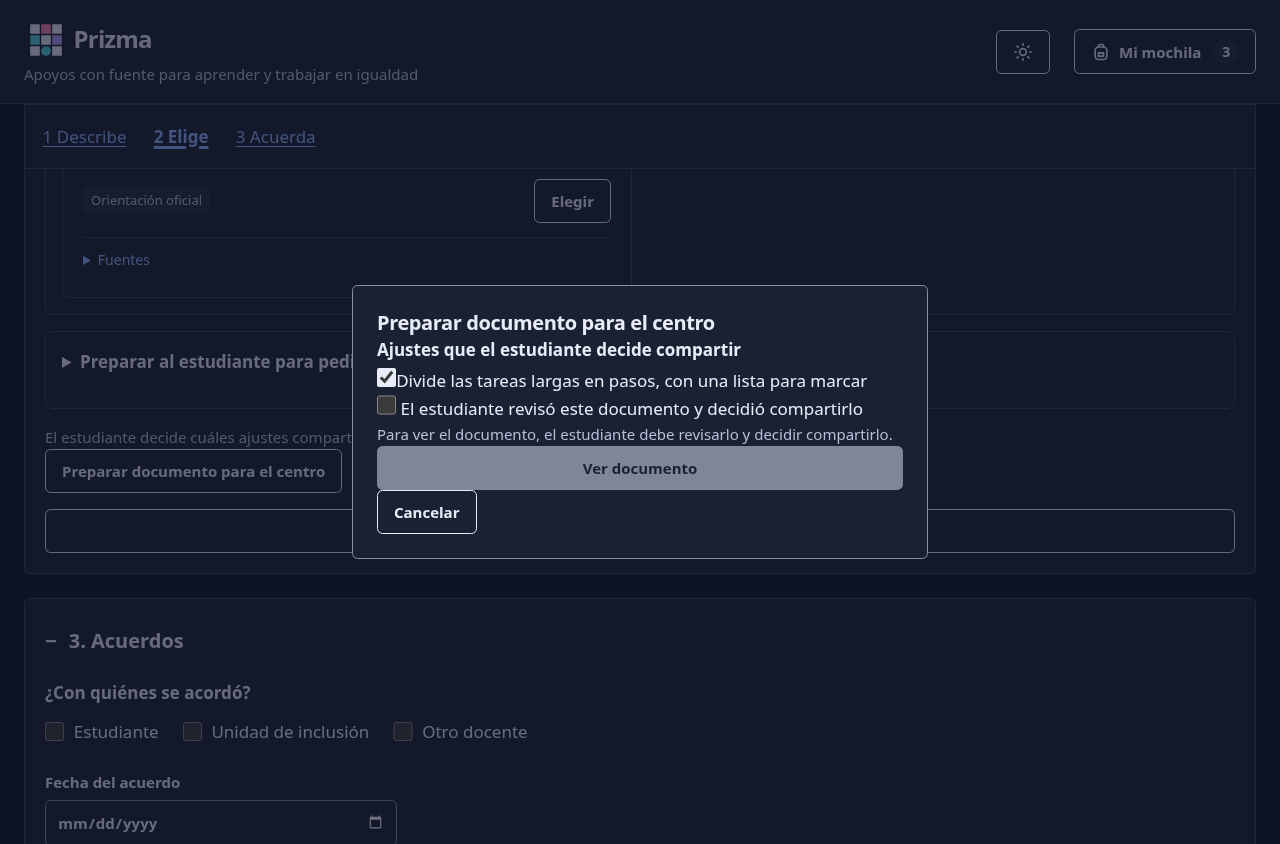 Prizma
Apoyos con fuente para aprender y trabajar en igualdad
Mi mochila 3
1 Describe 2 Elige 3 Acuerda
Orientación oficial
Elegir
Fuentes
Preparar al estudiante para pedi
El estudiante decide cuáles ajustes compart
Preparar documento para el centro
Preparar documento para el centro
Ajustes que el estudiante decide compartir
Divide las tareas largas en pasos, con una lista para marcar
El estudiante revisó este documento y decidió compartirlo
Para ver el documento, el estudiante debe revisarlo y decidir compartirlo.
Ver documento
Cancelar
− 3. Acuerdos
¿Con quiénes se acordó?
Estudiante Unidad de inclusión Otro docente
Fecha del acuerdo
mm/dd/yyyy